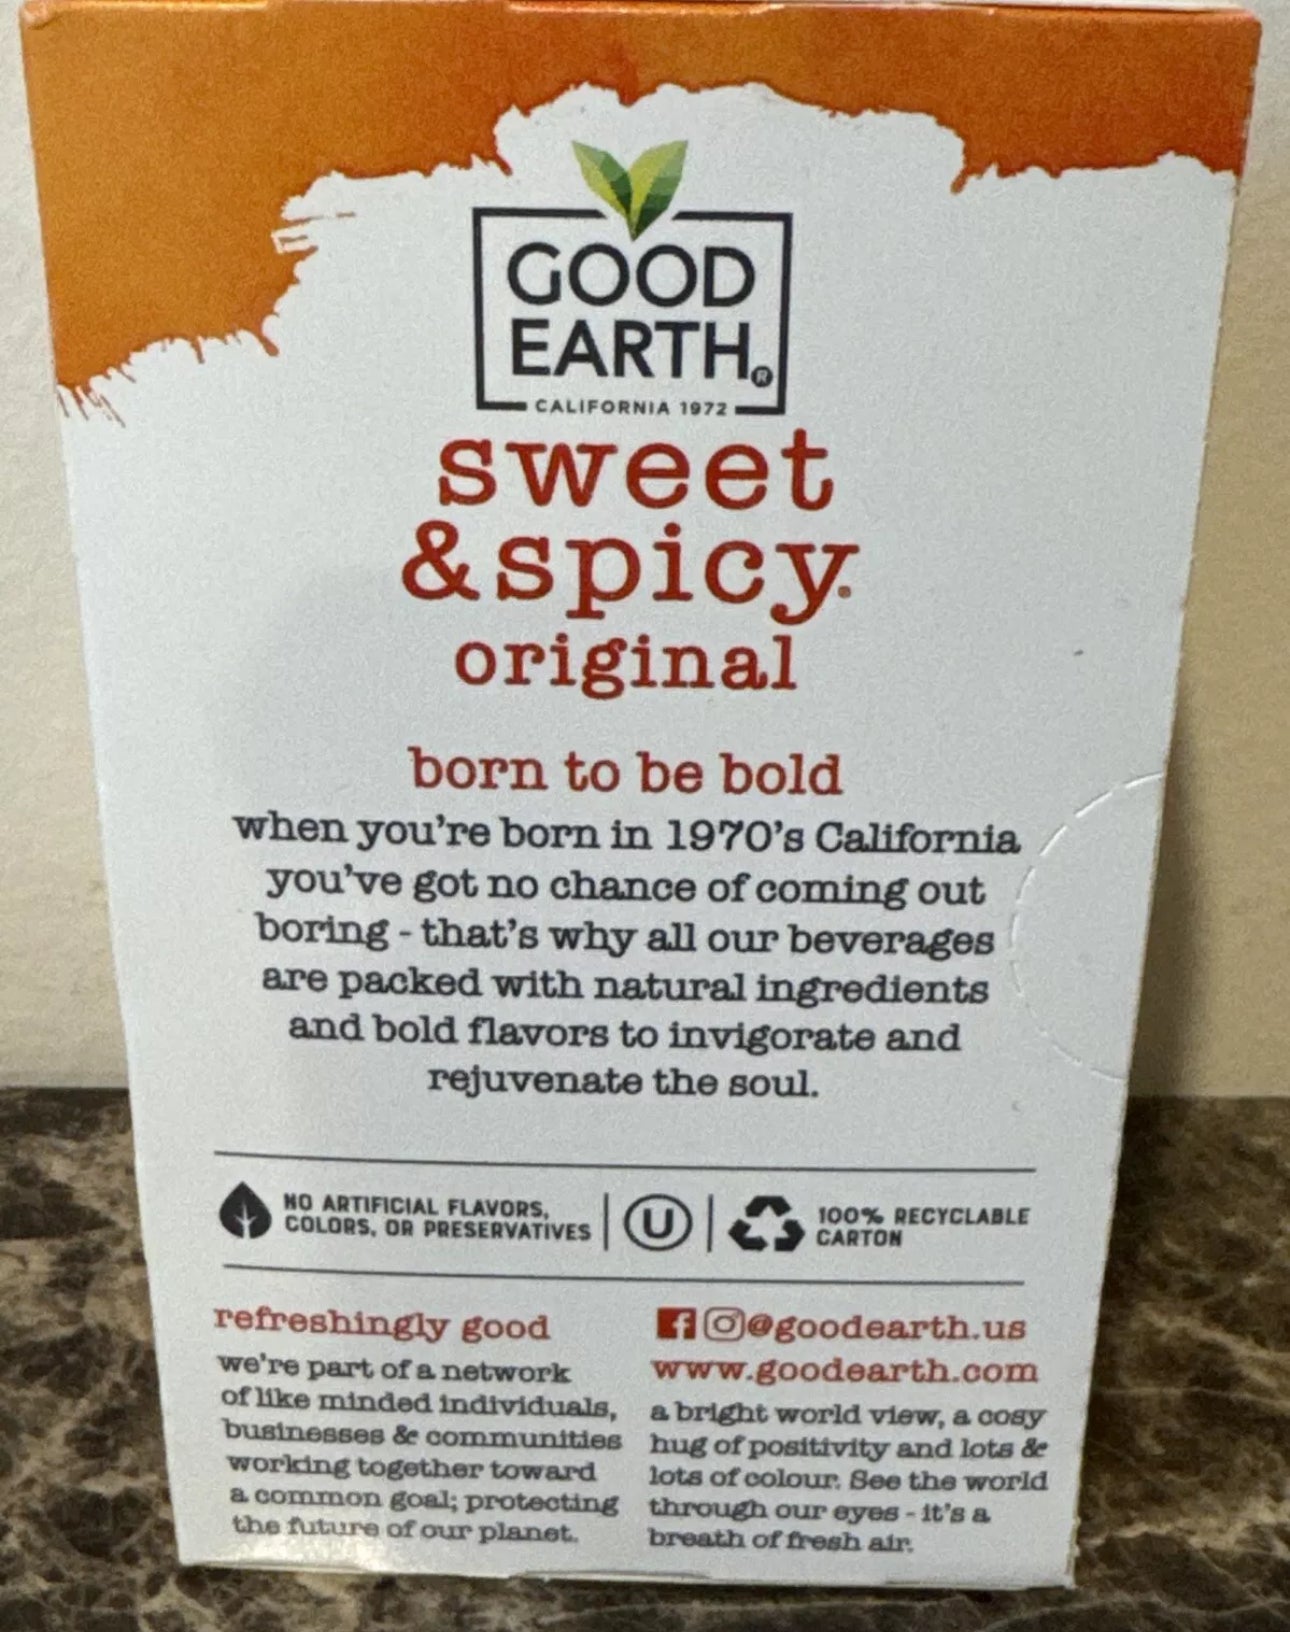 GOOD
EARTH®
CALIFORNIA 1972
sweet
&spicy®
original
born to be bold
when you're born in 1970's California
you've got no chance of coming out
boring - that's why all our beverages
are packed with natural ingredients
and bold flavors to invigorate and
rejuvenate the soul.
NO ARTIFICIAL FLAVORS,
COLORS, OR PRESERVATIVES
U
100% RECYCLABLE
CARTON
refreshingly good
we're part of a network
of like minded individuals,
businesses & communities
working together toward
a common goal; protecting
the future of our planet.
@goodearth.us
www.goodearth.com
a bright world view, a cosy
hug of positivity and lots &
lots of colour. See the world
through our eyes - it's a
breath of fresh air.